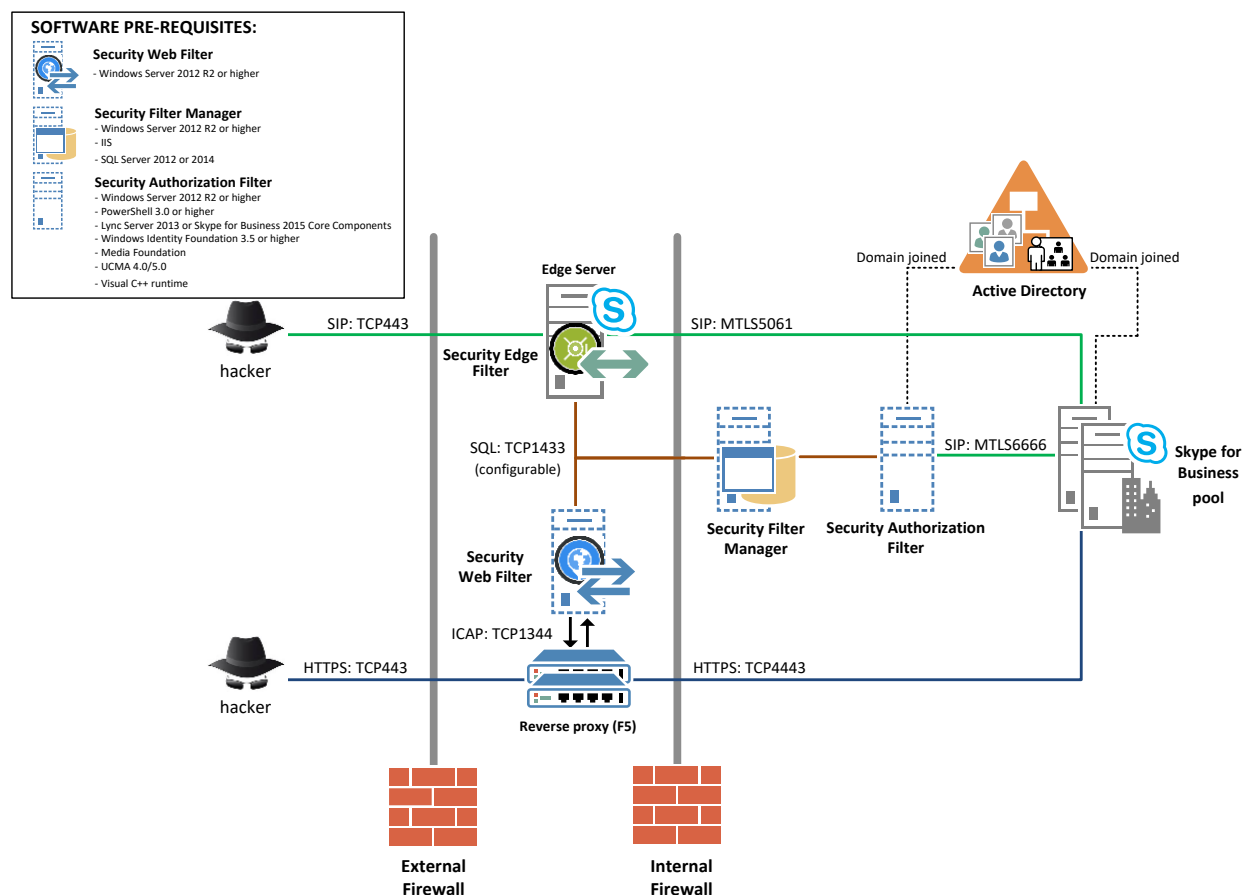 SOFTWARE PRE-REQUISITES:
Security Web Filter
- Windows Server 2012 R2 or higher
Security Filter Manager
- Windows Server 2012 R2 or higher
- IIS
- SQL Server 2012 or 2014
Security Authorization Filter
- Windows Server 2012 R2 or higher
- PowerShell 3.0 or higher
- Lync Server 2013 or Skype for Business 2015 Core Components
- Windows Identity Foundation 3.5 or higher
- Media Foundation
- UCMA 4.0/5.0
- Visual C++ runtime
Domain joined
Domain joined
Active Directory
Edge Server
S
SIP: TCP443
SIP: MTLS5061
Security Edge
Filter
hacker
SQL: TCP1433
(configurable)
SIP: MTLS6666
S
Skype for
Business
pool
Security Filter
Manager
Security Authorization
Filter
Security
Web Filter
ICAP: TCP1344
HTTPS: TCP443
HTTPS: TCP4443
hacker
Reverse proxy (F5)
External
Firewall
Internal
Firewall